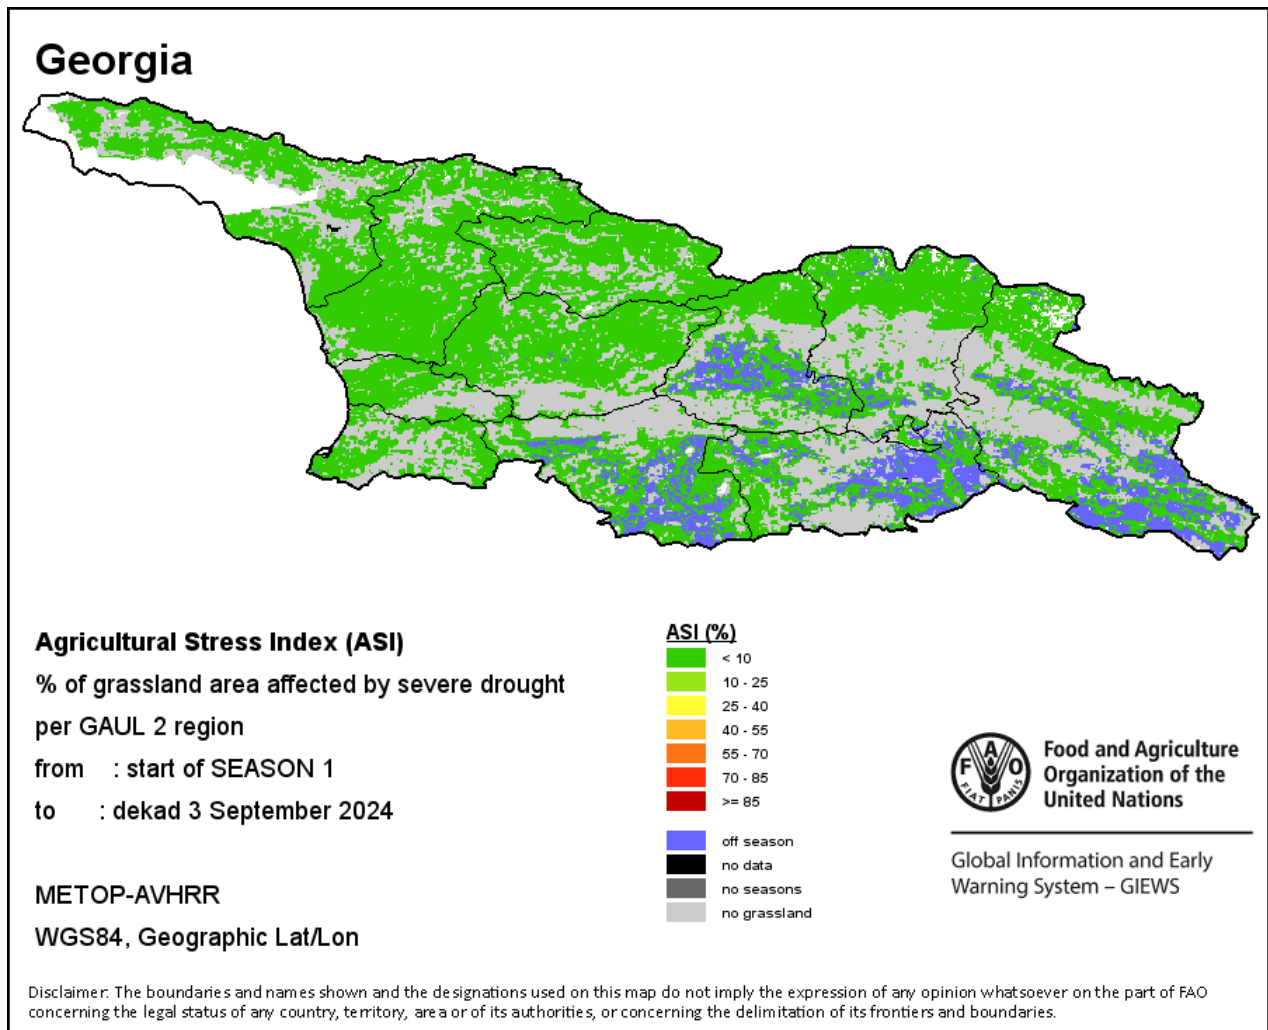 Georgia
Agricultural Stress Index (ASI)
% of grassland area affected by severe drought
per GAUL 2 region
from : start of SEASON 1
to : dekad 3 September 2024
METOP-AVHRR
WGS84, Geographic Lat/Lon
ASI (%)
< 10
10 - 25
25 - 40
40 - 55
55 - 70
70 - 85
>= 85
off season
no data
no seasons
no grassland
F A O
FIAT PANIS
Food and Agriculture
Organization of the
United Nations
Global Information and Early
Warning System – GIEWS
Disclaimer: The boundaries and names shown and the designations used on this map do not imply the expression of any opinion whatsoever on the part of FAO
concerning the legal status of any country, territory, area or of its authorities, or concerning the delimitation of its frontiers and boundaries.